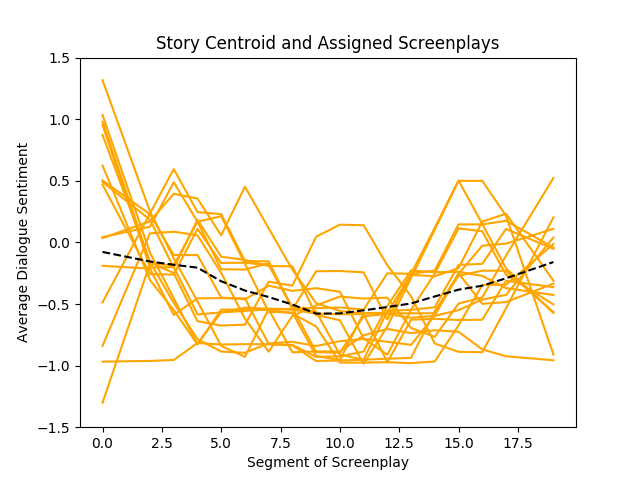 Story Centroid and Assigned Screenplays
1.5
1.0
0.5
0.0
−0.5
−1.0
−1.5
Average Dialogue Sentiment
0.0 2.5 5.0 7.5 10.0 12.5 15.0 17.5
Segment of Screenplay